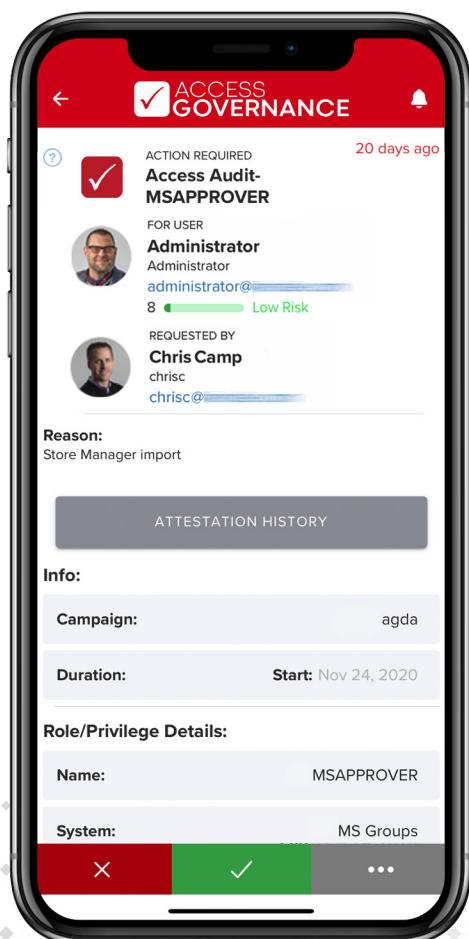 ACCESS
GOVERNANCE
20 days ago
?
ACTION REQUIRED
Access Audit-
MSAPPROVER
FOR USER
Administrator
Administrator
administrator@
8 Low Risk
REQUESTED BY
Chris Camp
chrisc
chrisc@
Reason:
Store Manager import
ATTESTATION HISTORY
Info:
Campaign: agda
Duration: Start: Nov 24, 2020
Role/Privilege Details:
Name: MSAPPROVER
System: MS Groups